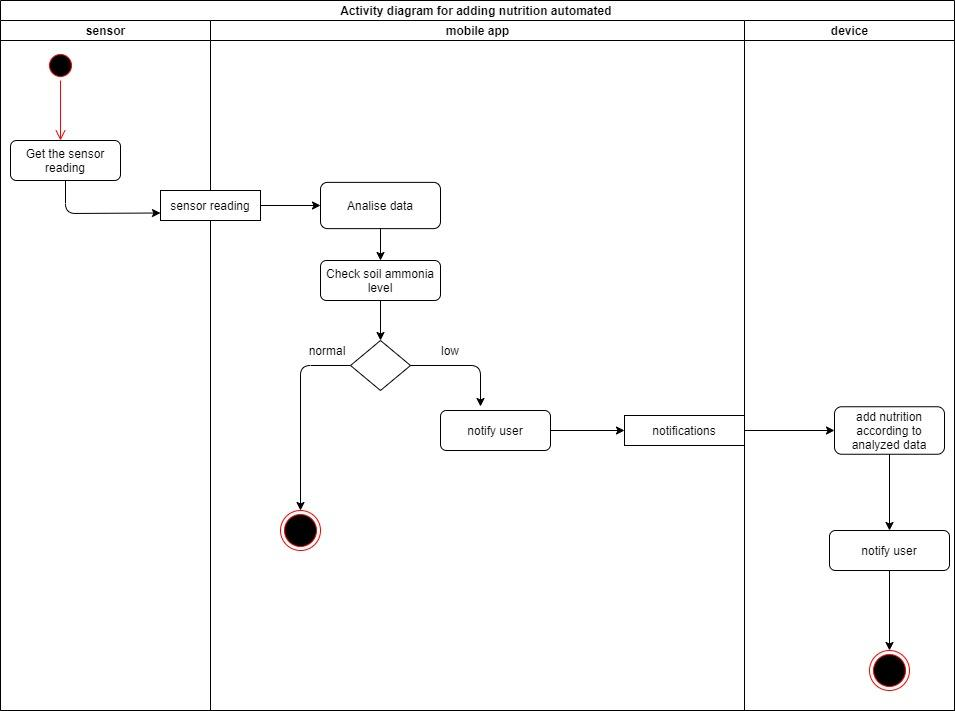 Activity diagram for adding nutrition automated
sensor
mobile app
device
Get the sensor
reading
sensor reading
Analise data
Check soil ammonia
level
normal
low
notify user
notifications
add nutrition
according to
analyzed data
notify user